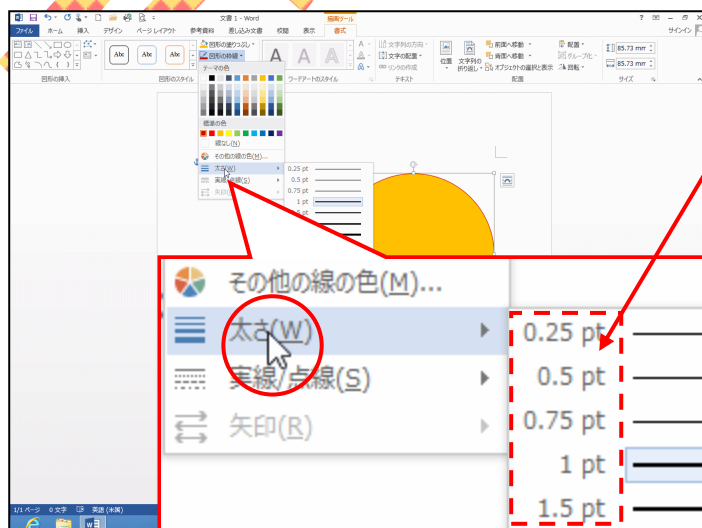 文書 1 - Word
描画ツール
ファイル ホーム 挿入 デザイン ページ レイアウト 参考資料 差し込み文書 校閲 表示 書式 サインイン
図形の塗りつぶし
図形の枠線
Abc Abc Abc
A A A
文字列の方向
文字の配置
リンクの作成
位置 文字列の折り返し
前面へ移動
背面へ移動
オブジェクトの選択と表示
配置
グループ化
回転
85.73 mm
85.73 mm
図形の挿入 図形のスタイル ワードアートのスタイル テキスト 配置 サイズ
テーマの色
標準の色
線なし(N)
その他の線の色(M)...
太さ(W)
実線/点線(S)
矢印(R)
0.25 pt
0.5 pt
0.75 pt
1 pt
その他の線の色(M)...
太さ(W)
実線/点線(S)
矢印(R)
0.25 pt
0.5 pt
0.75 pt
1 pt
1.5 pt
1/1 ページ 0 文字 英語 (米国)